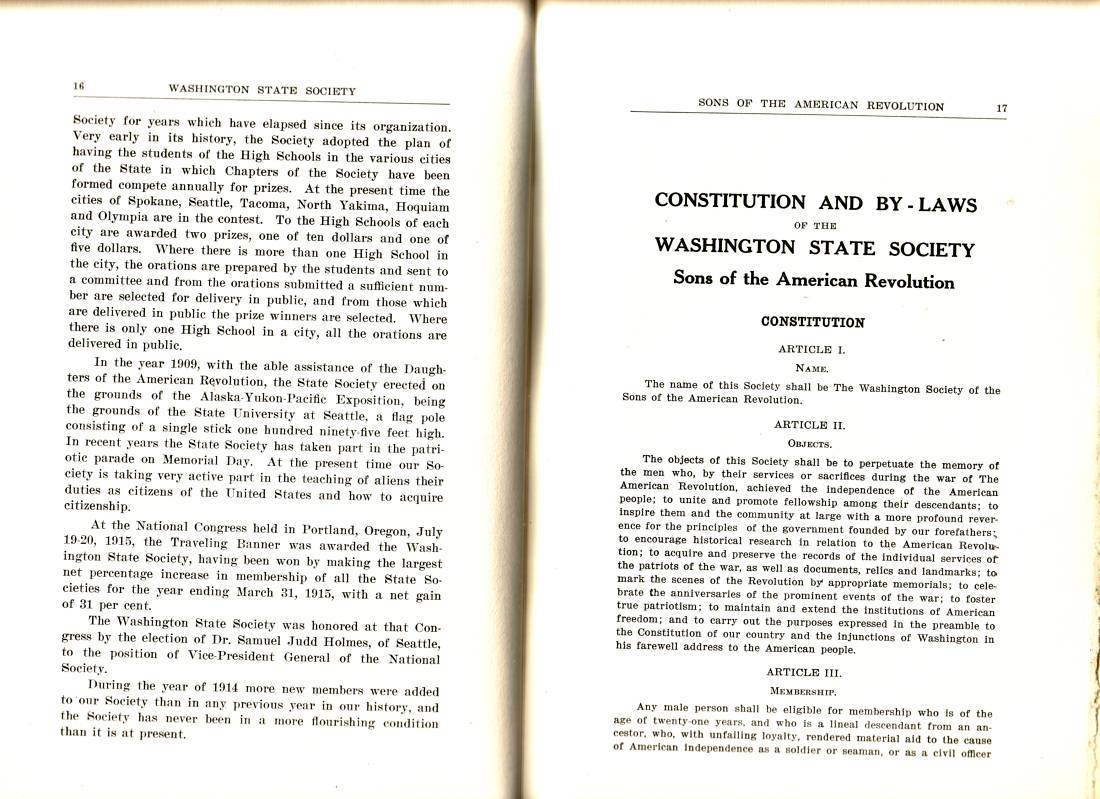 16 WASHINGTON STATE SOCIETY
Society for years which have elapsed since its organization.
Very early in its history, the Society adopted the plan of
having the students of the High Schools in the various cities
of the State in which Chapters of the Society have been
formed compete annually for prizes. At the present time the
cities of Spokane, Seattle, Tacoma, North Yakima, Hoquiam
and Olympia are in the contest. To the High Schools of each
city are awarded two prizes, one of ten dollars and one of
five dollars. Where there is more than one High School in
the city, the orations are prepared by the students and sent to
a committee and from the orations submitted a sufficient num-
ber are selected for delivery in public, and from those which
are delivered in public the prize winners are selected. Where
there is only one High School in a city, all the orations are
delivered in public.
In the year 1909, with the able assistance of the Daugh-
ters of the American Revolution, the State Society erected on
the grounds of the Alaska-Yukon-Pacific Exposition, being
the grounds of the State University at Seattle, a flag pole
consisting of a single stick one hundred ninety-five feet high.
In recent years the State Society has taken part in the patri-
otic parade on Memorial Day. At the present time our So-
ciety is taking very active part in the teaching of aliens their
duties as citizens of the United States and how to acquire
citizenship.
At the National Congress held in Portland, Oregon, July
19-20, 1915, the Traveling Banner was awarded the Wash-
ington State Society, having been won by making the largest
net percentage increase in membership of all the State So-
cieties for the year ending March 31, 1915, with a net gain
of 31 per cent.
The Washington State Society was honored at that Con-
gress by the election of Dr. Samuel Judd Holmes, of Seattle,
to the position of Vice-President General of the National
Society.
During the year of 1914 more new members were added
to our Society than in any previous year in our history, and
the Society has never been in a more flourishing condition
than it is at present.
SONS OF THE AMERICAN REVOLUTION 17
CONSTITUTION AND BY-LAWS
OF THE
WASHINGTON STATE SOCIETY
Sons of the American Revolution
CONSTITUTION
ARTICLE I.
NAME.
The name of this Society shall be The Washington Society of the
Sons of the American Revolution.
ARTICLE II.
OBJECTS.
The objects of this Society shall be to perpetuate the memory of
the men who, by their services or sacrifices during the war of The
American Revolution, achieved the independence of the American
people; to unite and promote fellowship among their descendants; to
inspire them and the community at large with a more profound rever-
ence for the principles of the government founded by our forefathers;
to encourage historical research in relation to the American Revolu-
tion; to acquire and preserve the records of the individual services of
the patriots of the war, as well as documents, relics and landmarks; to
mark the scenes of the Revolution by appropriate memorials; to cele-
brate the anniversaries of the prominent events of the war; to foster
true patriotism; to maintain and extend the institutions of American
freedom; and to carry out the purposes expressed in the preamble to
the Constitution of our country and the injunctions of Washington in
his farewell address to the American people.
ARTICLE III.
MEMBERSHIP.
Any male person shall be eligible for membership who is of the
age of twenty-one years, and who is a lineal descendant from an an-
cestor, who, with unfailing loyalty, rendered material aid to the cause
of American independence as a soldier or seaman, or as a civil officer